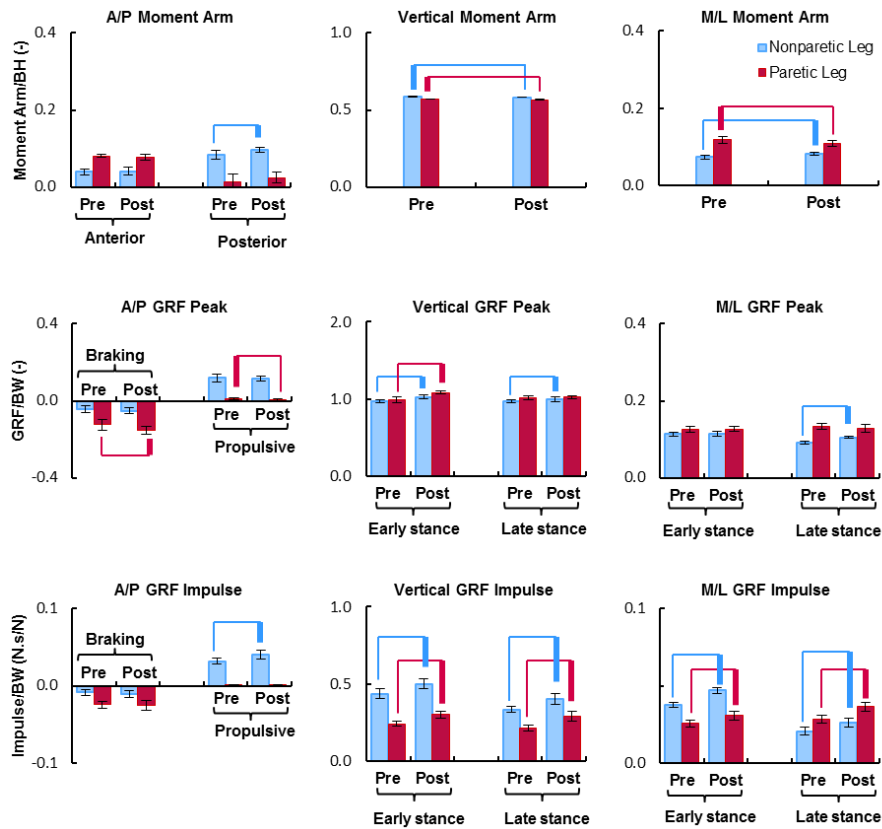 A/P Moment Arm
Vertical Moment Arm
M/L Moment Arm
Moment Arm/BH (-)
0.4
0.2
0.0
Pre Post Pre Post
Anterior Posterior
1.0
0.5
0.0
Pre Post
0.4
0.2
0.0
Nonparetic Leg
Paretic Leg
Pre Post
A/P GRF Peak
Vertical GRF Peak
M/L GRF Peak
GRF/BW (-)
0.4
0.0
-0.4
Braking
Pre Post
Pre Post
Propulsive
2.0
1.0
0.0
Pre Post Pre Post
Early stance Late stance
0.4
0.2
0.0
Pre Post Pre Post
Early stance Late stance
A/P GRF Impulse
Vertical GRF Impulse
M/L GRF Impulse
Impulse/BW (N.s/N)
0.1
0.0
-0.1
Braking
Pre Post
Pre Post
Propulsive
1.0
0.5
0.0
Pre Post Pre Post
Early stance Late stance
0.1
0.0
Pre Post Pre Post
Early stance Late stance